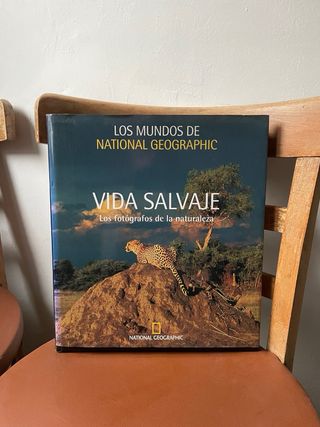 LOS MUNDOS DE
NATIONAL GEOGRAPHIC
VIDA SALVAJE
Los fotógrafos de la naturaleza
NATIONAL GEOGRAPHIC